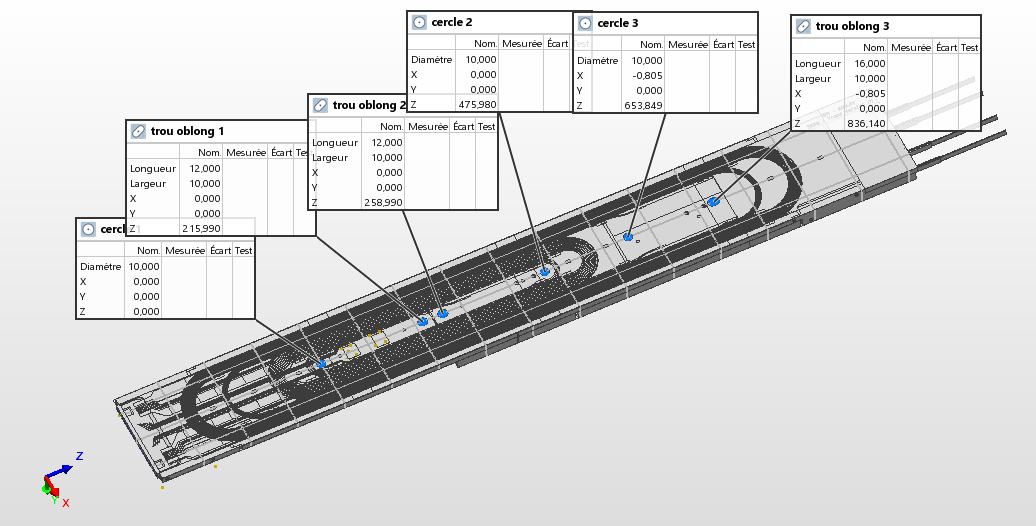 cercle 2
Nom. Mesurée Écart
Diamètre 10,000
X 0,000
Y 0,000
Z 475,980
cercle 3
Nom. Mesurée Écart Test
Diamètre 10,000
X -0,805
Y 0,000
Z 653,849
trou oblong 3
Nom. Mesurée Écart Test
Longueur 16,000
Largeur 10,000
X -0,805
Y 0,000
Z 836,140
trou oblong 2
Nom. Mesurée Écart Test
Longueur 12,000
Largeur 10,000
X 0,000
Y 0,000
Z 258,990
trou oblong 1
Nom. Mesurée Écart Test
Longueur 12,000
Largeur 10,000
X 0,000
Y 0,000
Z 215,990
Nom. Mesurée Écart Test
Diamètre 10,000
X 0,000
Y 0,000
Z 0,000
Z
Y
X